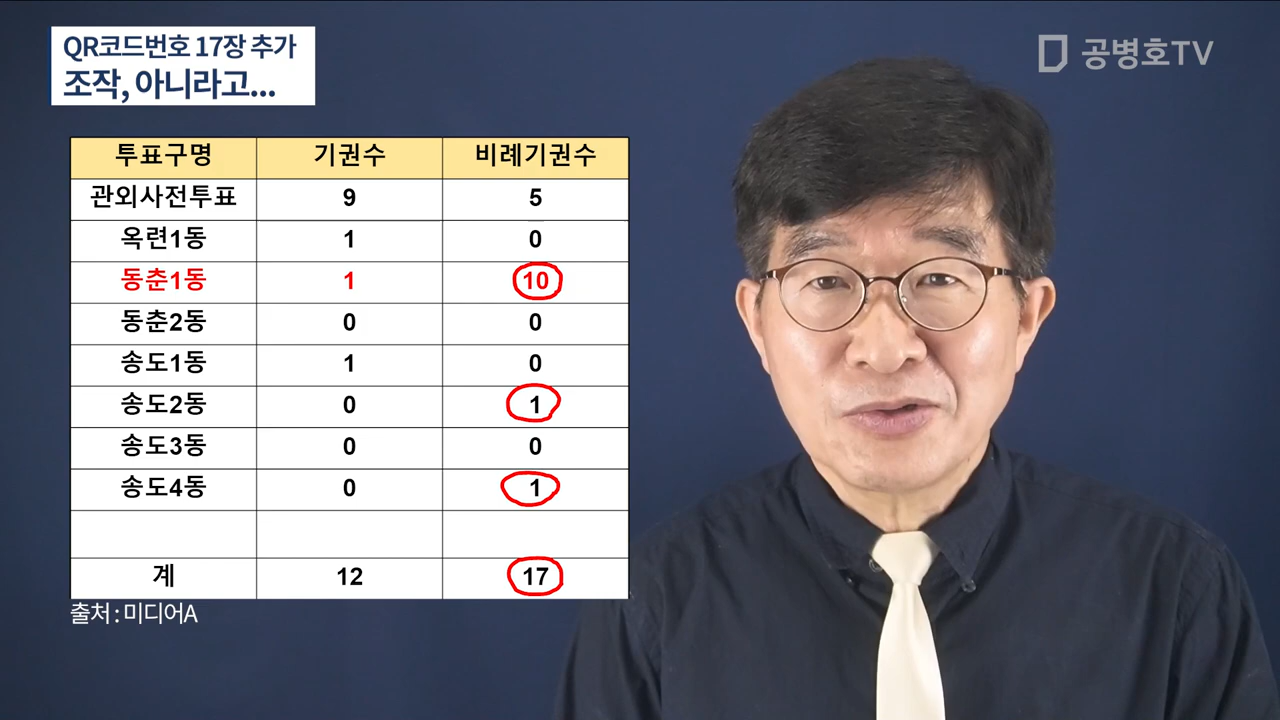 QR코드번호 17장 추가
조작, 아니라고...
공병호TV
투표구명 기권수 비례기권수
관외사전투표 9 5
옥련1동 1 0
동춘1동 1 10
동춘2동 0 0
송도1동 1 0
송도2동 0 1
송도3동 0 0
송도4동 0 1
계 12 17
출처 : 미디어A